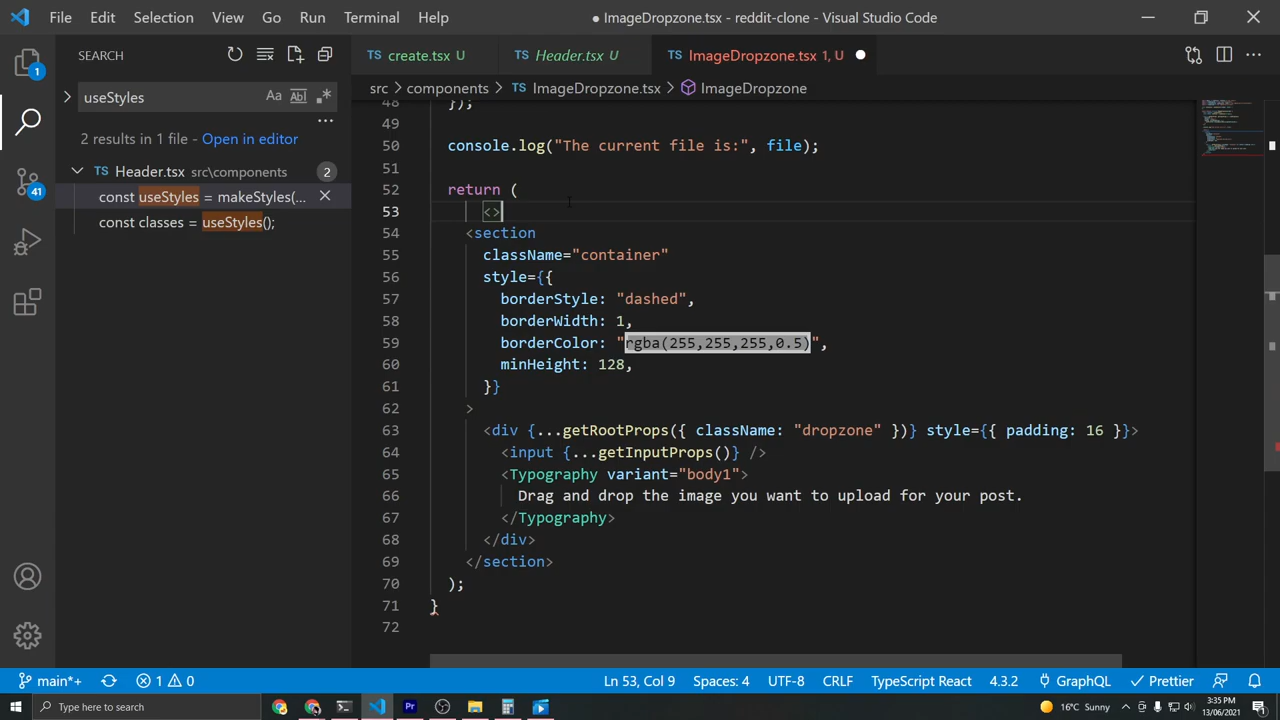 File Edit Selection View Go Run Terminal Help
● ImageDropzone.tsx - reddit-clone - Visual Studio Code
SEARCH
TS create.tsx U
TS Header.tsx U
TS ImageDropzone.tsx 1, U
1
useStyles
Aa Ab
src > components > TS ImageDropzone.tsx > ImageDropzone
2 results in 1 file - Open in editor
TS Header.tsx src\components 2
const useStyles = makeStyles(...
const classes = useStyles();
41
48 });
49
50 console.log("The current file is:", file);
51
52 return (
53 <>
54 <section
55 className="container"
56 style={{
57 borderStyle: "dashed",
58 borderWidth: 1,
59 borderColor: "rgba(255,255,255,0.5)",
60 minHeight: 128,
61 }}
62 >
63 <div {...getRootProps({ className: "dropzone" })} style={{ padding: 16 }}>
64 <input {...getInputProps()} />
65 <Typography variant="body1">
66 Drag and drop the image you want to upload for your post.
67 </Typography>
68 </div>
69 </section>
70 );
71 }
72
main*+ 1 0
Ln 53, Col 9 Spaces: 4 UTF-8 CRLF TypeScript React 4.3.2 GraphQL Prettier
Type here to search
Pr
16°C Sunny
3:35 PM
13/06/2021
1